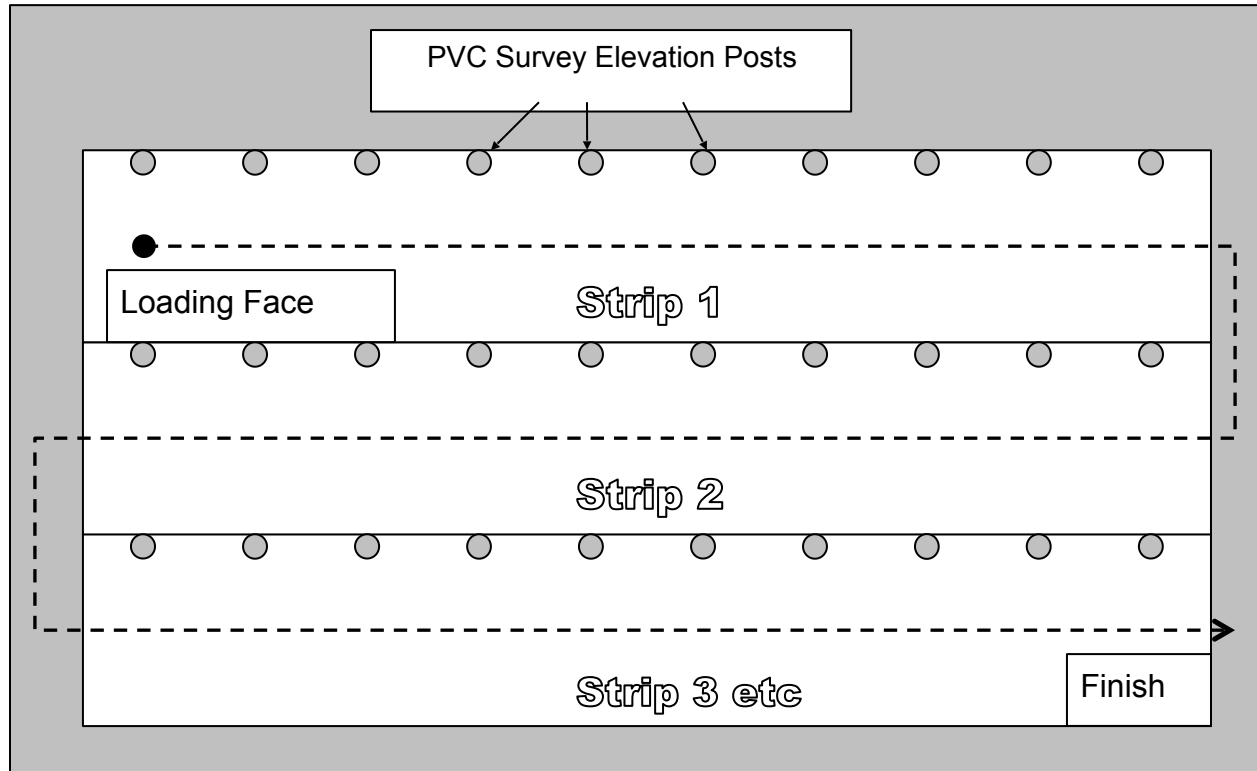 PVC Survey Elevation Posts
Loading Face
Strip 1
Strip 2
Strip 3 etc
Finish